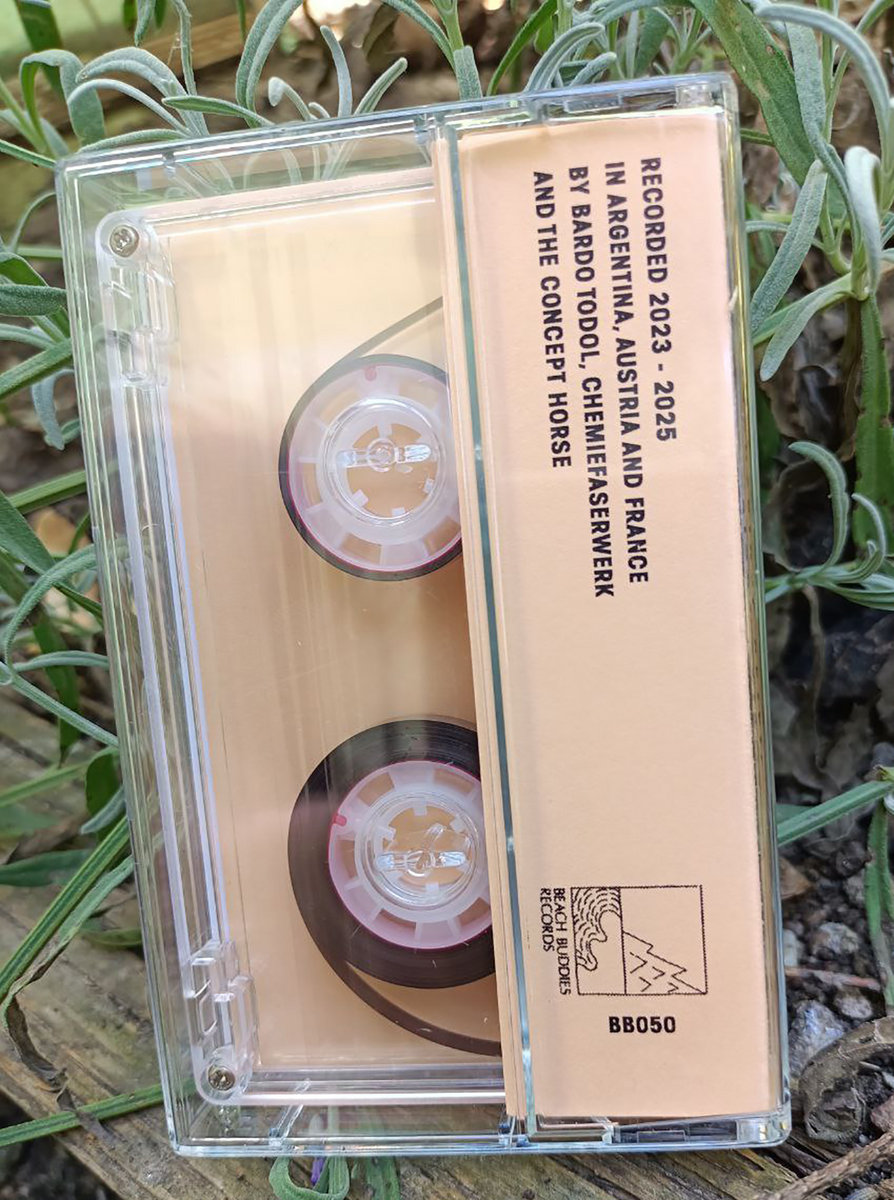 RECORDED 2023 - 2025
IN ARGENTINA, AUSTRIA AND FRANCE
BY BARDO TODOL, CHEMIEFASERWERK
AND THE CONCEPT HORSE
BEACH BUDDIES
RECORDS
BB050